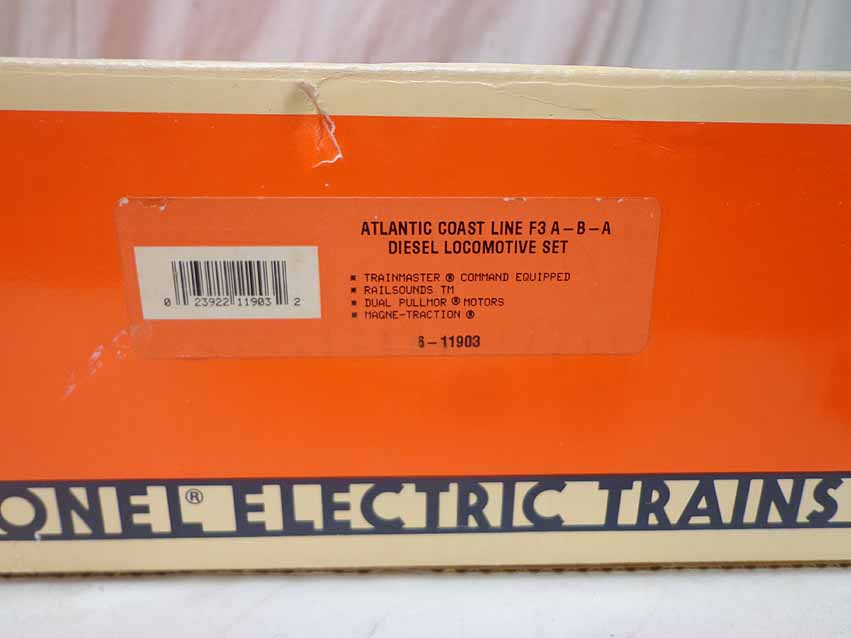 ATLANTIC COAST LINE F3 A-B-A
DIESEL LOCOMOTIVE SET
TRAINMASTER ® COMMAND EQUIPPED
RAILSOUNDS TM
DUAL PULLMOR ® MOTORS
MAGNE-TRACTION ®
6-11903
0 23922 11903 2
ONEL® ELECTRIC TRAINS